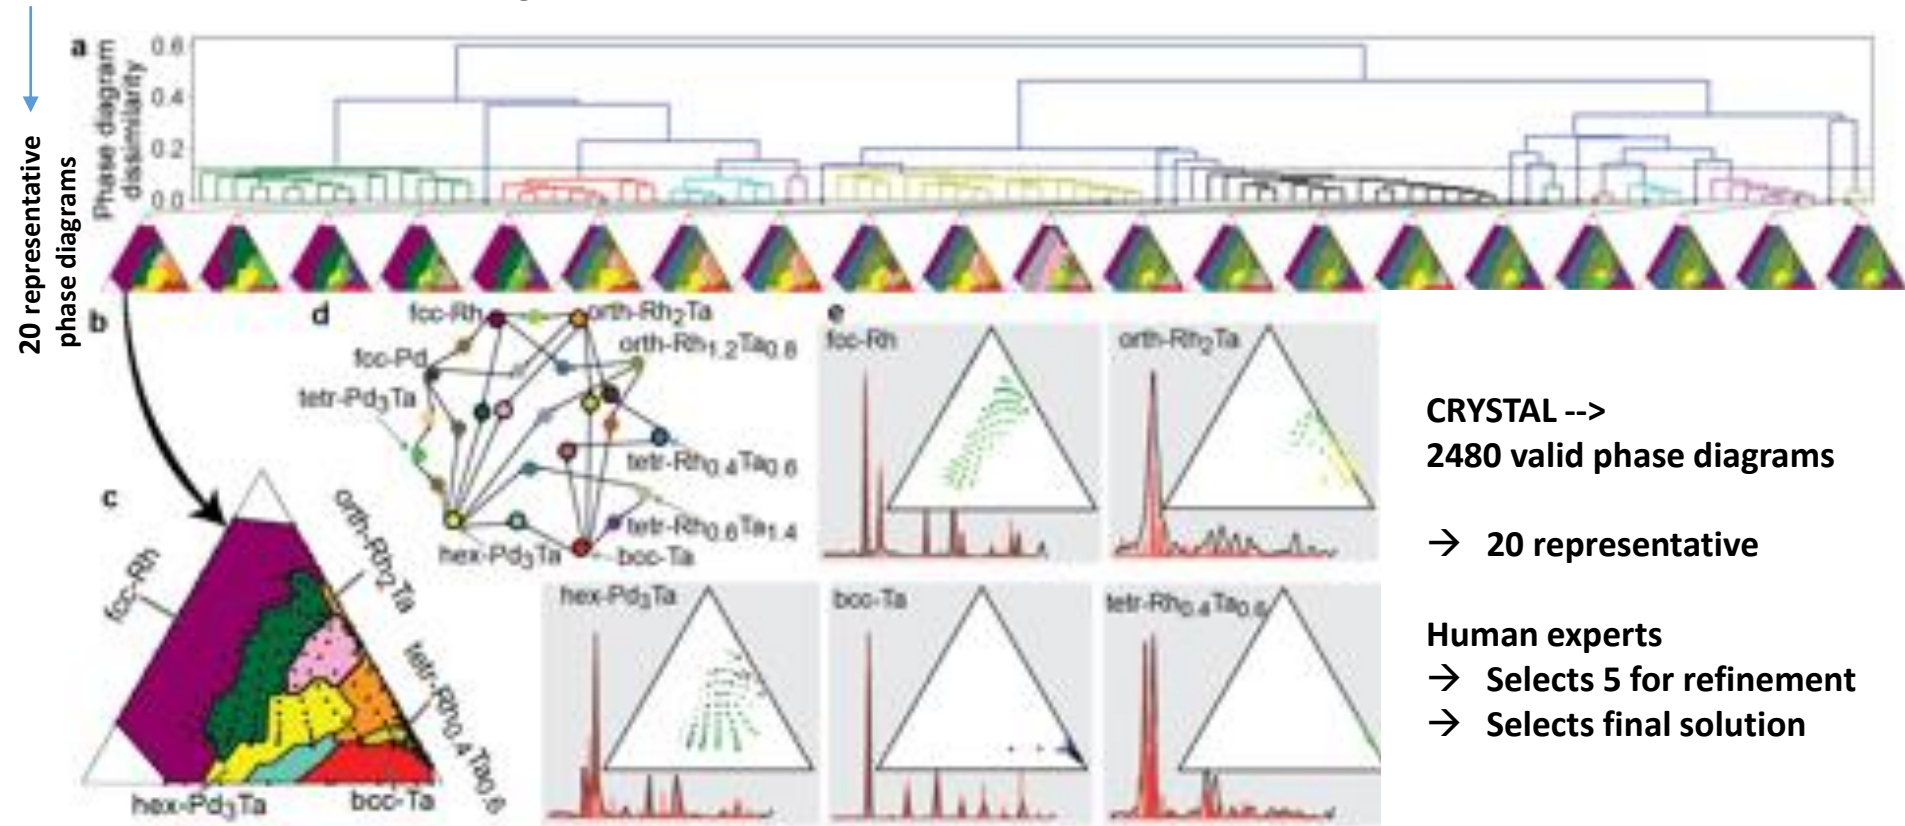 20 representative
phase diagrams
a
Phase diagram
dissimilarity
0.6
0.4
0.2
0.0
b
c
fcc-Rh
orth-Rh2Ta
tetr-Rh0.4Ta0.6
hex-Pd3Ta
bcc-Ta
d
fcc-Rh
orth-Rh2Ta
fcc-Pd
orth-Rh1.2Ta0.8
tetr-Pd3Ta
tetr-Rh0.4Ta0.6
tetr-Rh0.6Ta1.4
hex-Pd3Ta
bcc-Ta
e
fcc-Rh
orth-Rh2Ta
hex-Pd3Ta
bcc-Ta
tetr-Rh0.4Ta0.6
CRYSTAL -->
2480 valid phase diagrams
→ 20 representative
Human experts
→ Selects 5 for refinement
→ Selects final solution